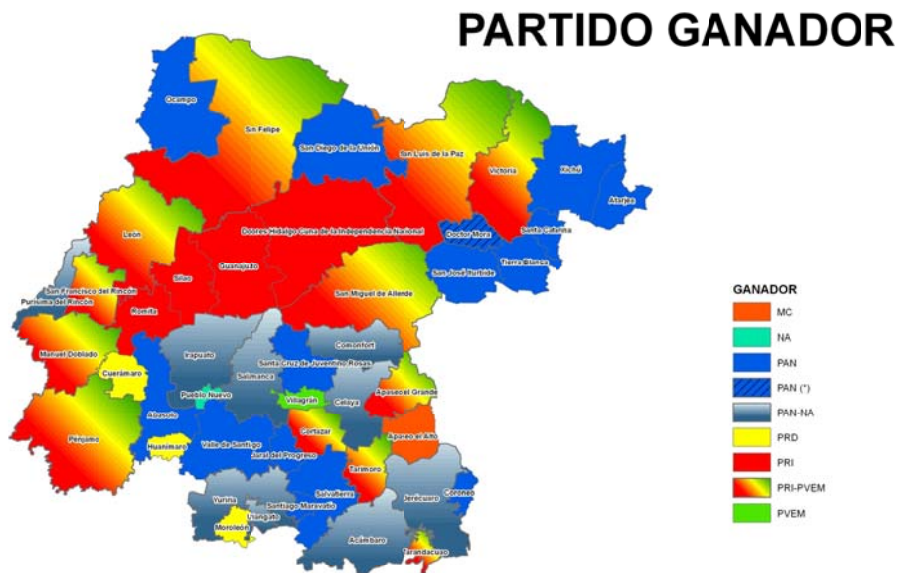 PARTIDO GANADOR
Ocampo
San Felipe
San Diego de la Unión
San Luis de la Paz
Victoria
Xichú
Atarjea
León
Dolores Hidalgo Cuna de la Independencia Nacional
Doctor Mora
Santa Catarina
Tierra Blanca
San José Iturbide
Guanajuato
Silao
San Francisco del Rincón
Purísima del Rincón
Romita
San Miguel de Allende
Manuel Doblado
Irapuato
Comonfort
Santa Cruz de Juventino Rosas
Cuerámaro
Salamanca
Pueblo Nuevo
Villagrán
Celaya
Apaseo el Grande
Abasolo
Pénjamo
Cortazar
Apaseo el Alto
Huanímaro
Valle de Santiago
Jaral del Progreso
Tarimoro
Salvatierra
Jerécuaro
Coroneo
Yuriria
Santiago Maravatío
Uriangato
Moroleón
Acámbaro
Tarandacuao
GANADOR
MC
NA
PAN
PAN (*)
PAN-NA
PRD
PRI
PRI-PVEM
PVEM